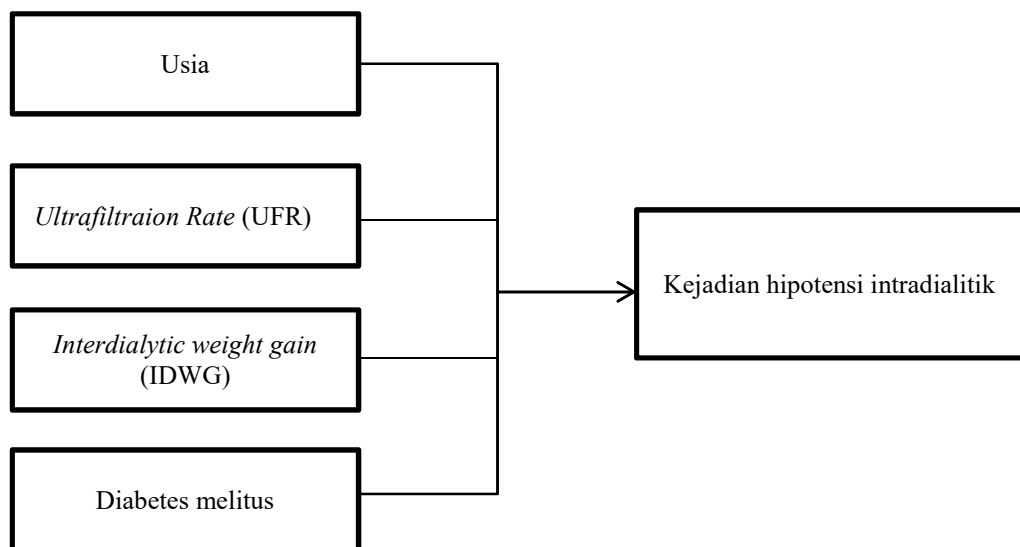 Usia
Ultrafiltraion Rate (UFR)
Interdialytic weight gain
(IDWG)
Diabetes melitus
Kejadian hipotensi intradialitik